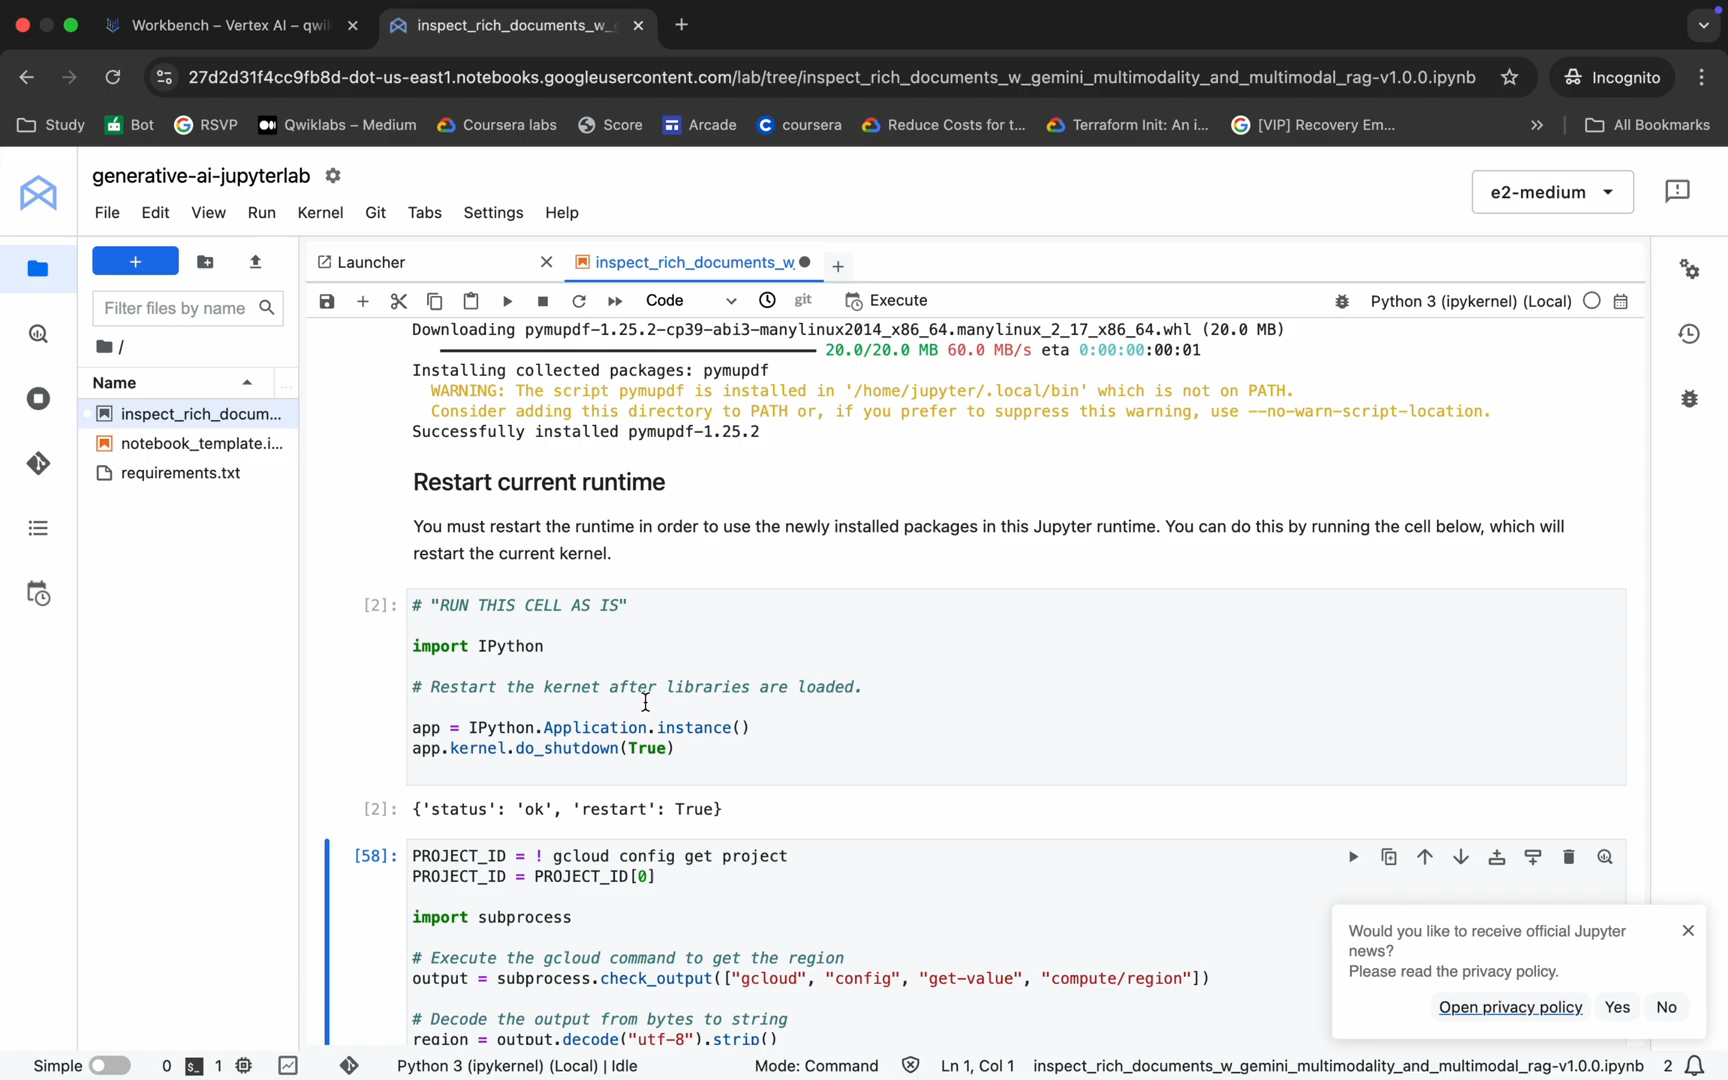 Workbench – Vertex AI – qwik
inspect_rich_documents_w_g
27d2d31f4cc9fb8d-dot-us-east1.notebooks.googleusercontent.com/lab/tree/inspect_rich_documents_w_gemini_multimodality_and_multimodal_rag-v1.0.0.ipynb
Incognito
Study
Bot
RSVP
Qwiklabs – Medium
Coursera labs
Score
Arcade
coursera
Reduce Costs for t...
Terraform Init: An i...
[VIP] Recovery Em...
»
All Bookmarks
generative-ai-jupyterlab
e2-medium
File Edit View Run Kernel Git Tabs Settings Help
Launcher
inspect_rich_documents_w
Filter files by name
Code
git
Execute
Python 3 (ipykernel) (Local)
/
Name
inspect_rich_docum...
notebook_template.i...
requirements.txt
Downloading pymupdf-1.25.2-cp39-abi3-manylinux2014_x86_64.manylinux_2_17_x86_64.whl (20.0 MB)
20.0/20.0 MB 60.0 MB/s eta 0:00:00:00:01
Installing collected packages: pymupdf
WARNING: The script pymupdf is installed in '/home/jupyter/.local/bin' which is not on PATH.
Consider adding this directory to PATH or, if you prefer to suppress this warning, use --no-warn-script-location.
Successfully installed pymupdf-1.25.2
Restart current runtime
You must restart the runtime in order to use the newly installed packages in this Jupyter runtime. You can do this by running the cell below, which will
restart the current kernel.
[2]: # "RUN THIS CELL AS IS"
import IPython
# Restart the kernet after libraries are loaded.
app = IPython.Application.instance()
app.kernel.do_shutdown(True)
[2]: {'status': 'ok', 'restart': True}
[58]: PROJECT_ID = ! gcloud config get project
PROJECT_ID = PROJECT_ID[0]
import subprocess
# Execute the gcloud command to get the region
output = subprocess.check_output(["gcloud", "config", "get-value", "compute/region"])
# Decode the output from bytes to string
region = output.decode("utf-8").strip()
Would you like to receive official Jupyter
news?
Please read the privacy policy.
Open privacy policy Yes No
Simple 0 1 Python 3 (ipykernel) (Local) | Idle Mode: Command Ln 1, Col 1 inspect_rich_documents_w_gemini_multimodality_and_multimodal_rag-v1.0.0.ipynb 2